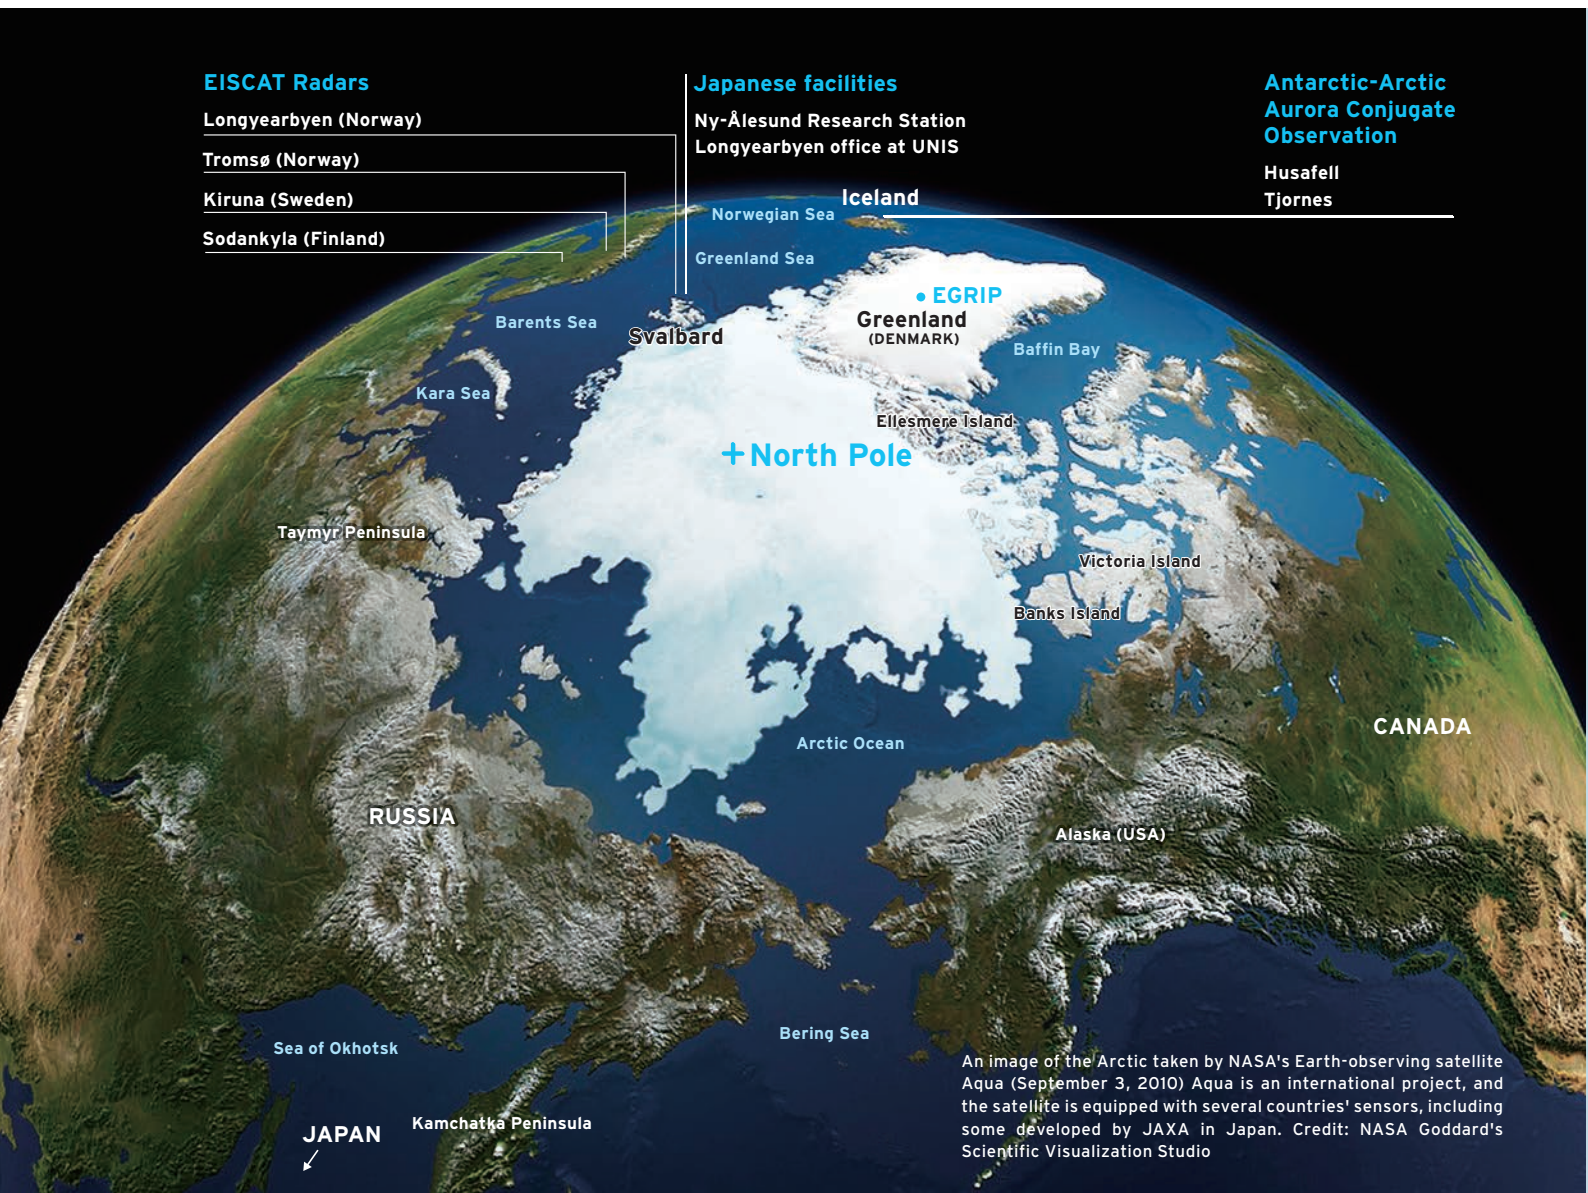 EISCAT Radars
Longyearbyen (Norway)
Tromsø (Norway)
Kiruna (Sweden)
Sodankyla (Finland)
Japanese facilities
Ny-Ålesund Research Station
Longyearbyen office at UNIS
Antarctic-Arctic
Aurora Conjugate
Observation
Husafell
Tjornes
Iceland
Norwegian Sea
Greenland Sea
EGRIP
Greenland
(DENMARK)
Barents Sea
Svalbard
Baffin Bay
Kara Sea
Ellesmere Island
North Pole
Taymyr Peninsula
Victoria Island
Banks Island
CANADA
Arctic Ocean
RUSSIA
Alaska (USA)
Bering Sea
Sea of Okhotsk
Kamchatka Peninsula
JAPAN
An image of the Arctic taken by NASA's Earth-observing satellite
Aqua (September 3, 2010) Aqua is an international project, and
the satellite is equipped with several countries' sensors, including
some developed by JAXA in Japan. Credit: NASA Goddard's
Scientific Visualization Studio